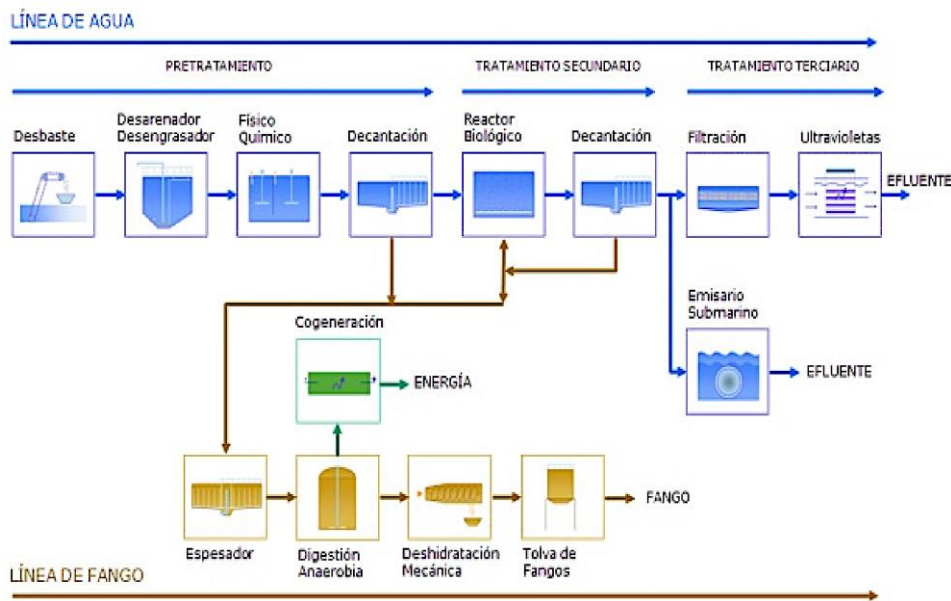 LÍNEA DE AGUA
PRETRATAMIENTO
TRATAMIENTO SECUNDARIO
TRATAMIENTO TERCIARIO
Desbaste
Desarenador
Desengrasador
Físico
Químico
Decantación
Reactor
Biológico
Decantación
Filtración
Ultravioletas
EFLUENTE
Emisario
Submarino
EFLUENTE
Cogeneración
ENERGÍA
Espesador
Digestión
Anaerobia
Deshidratación
Mecánica
Tolva de
Fangos
FANGO
LÍNEA DE FANGO